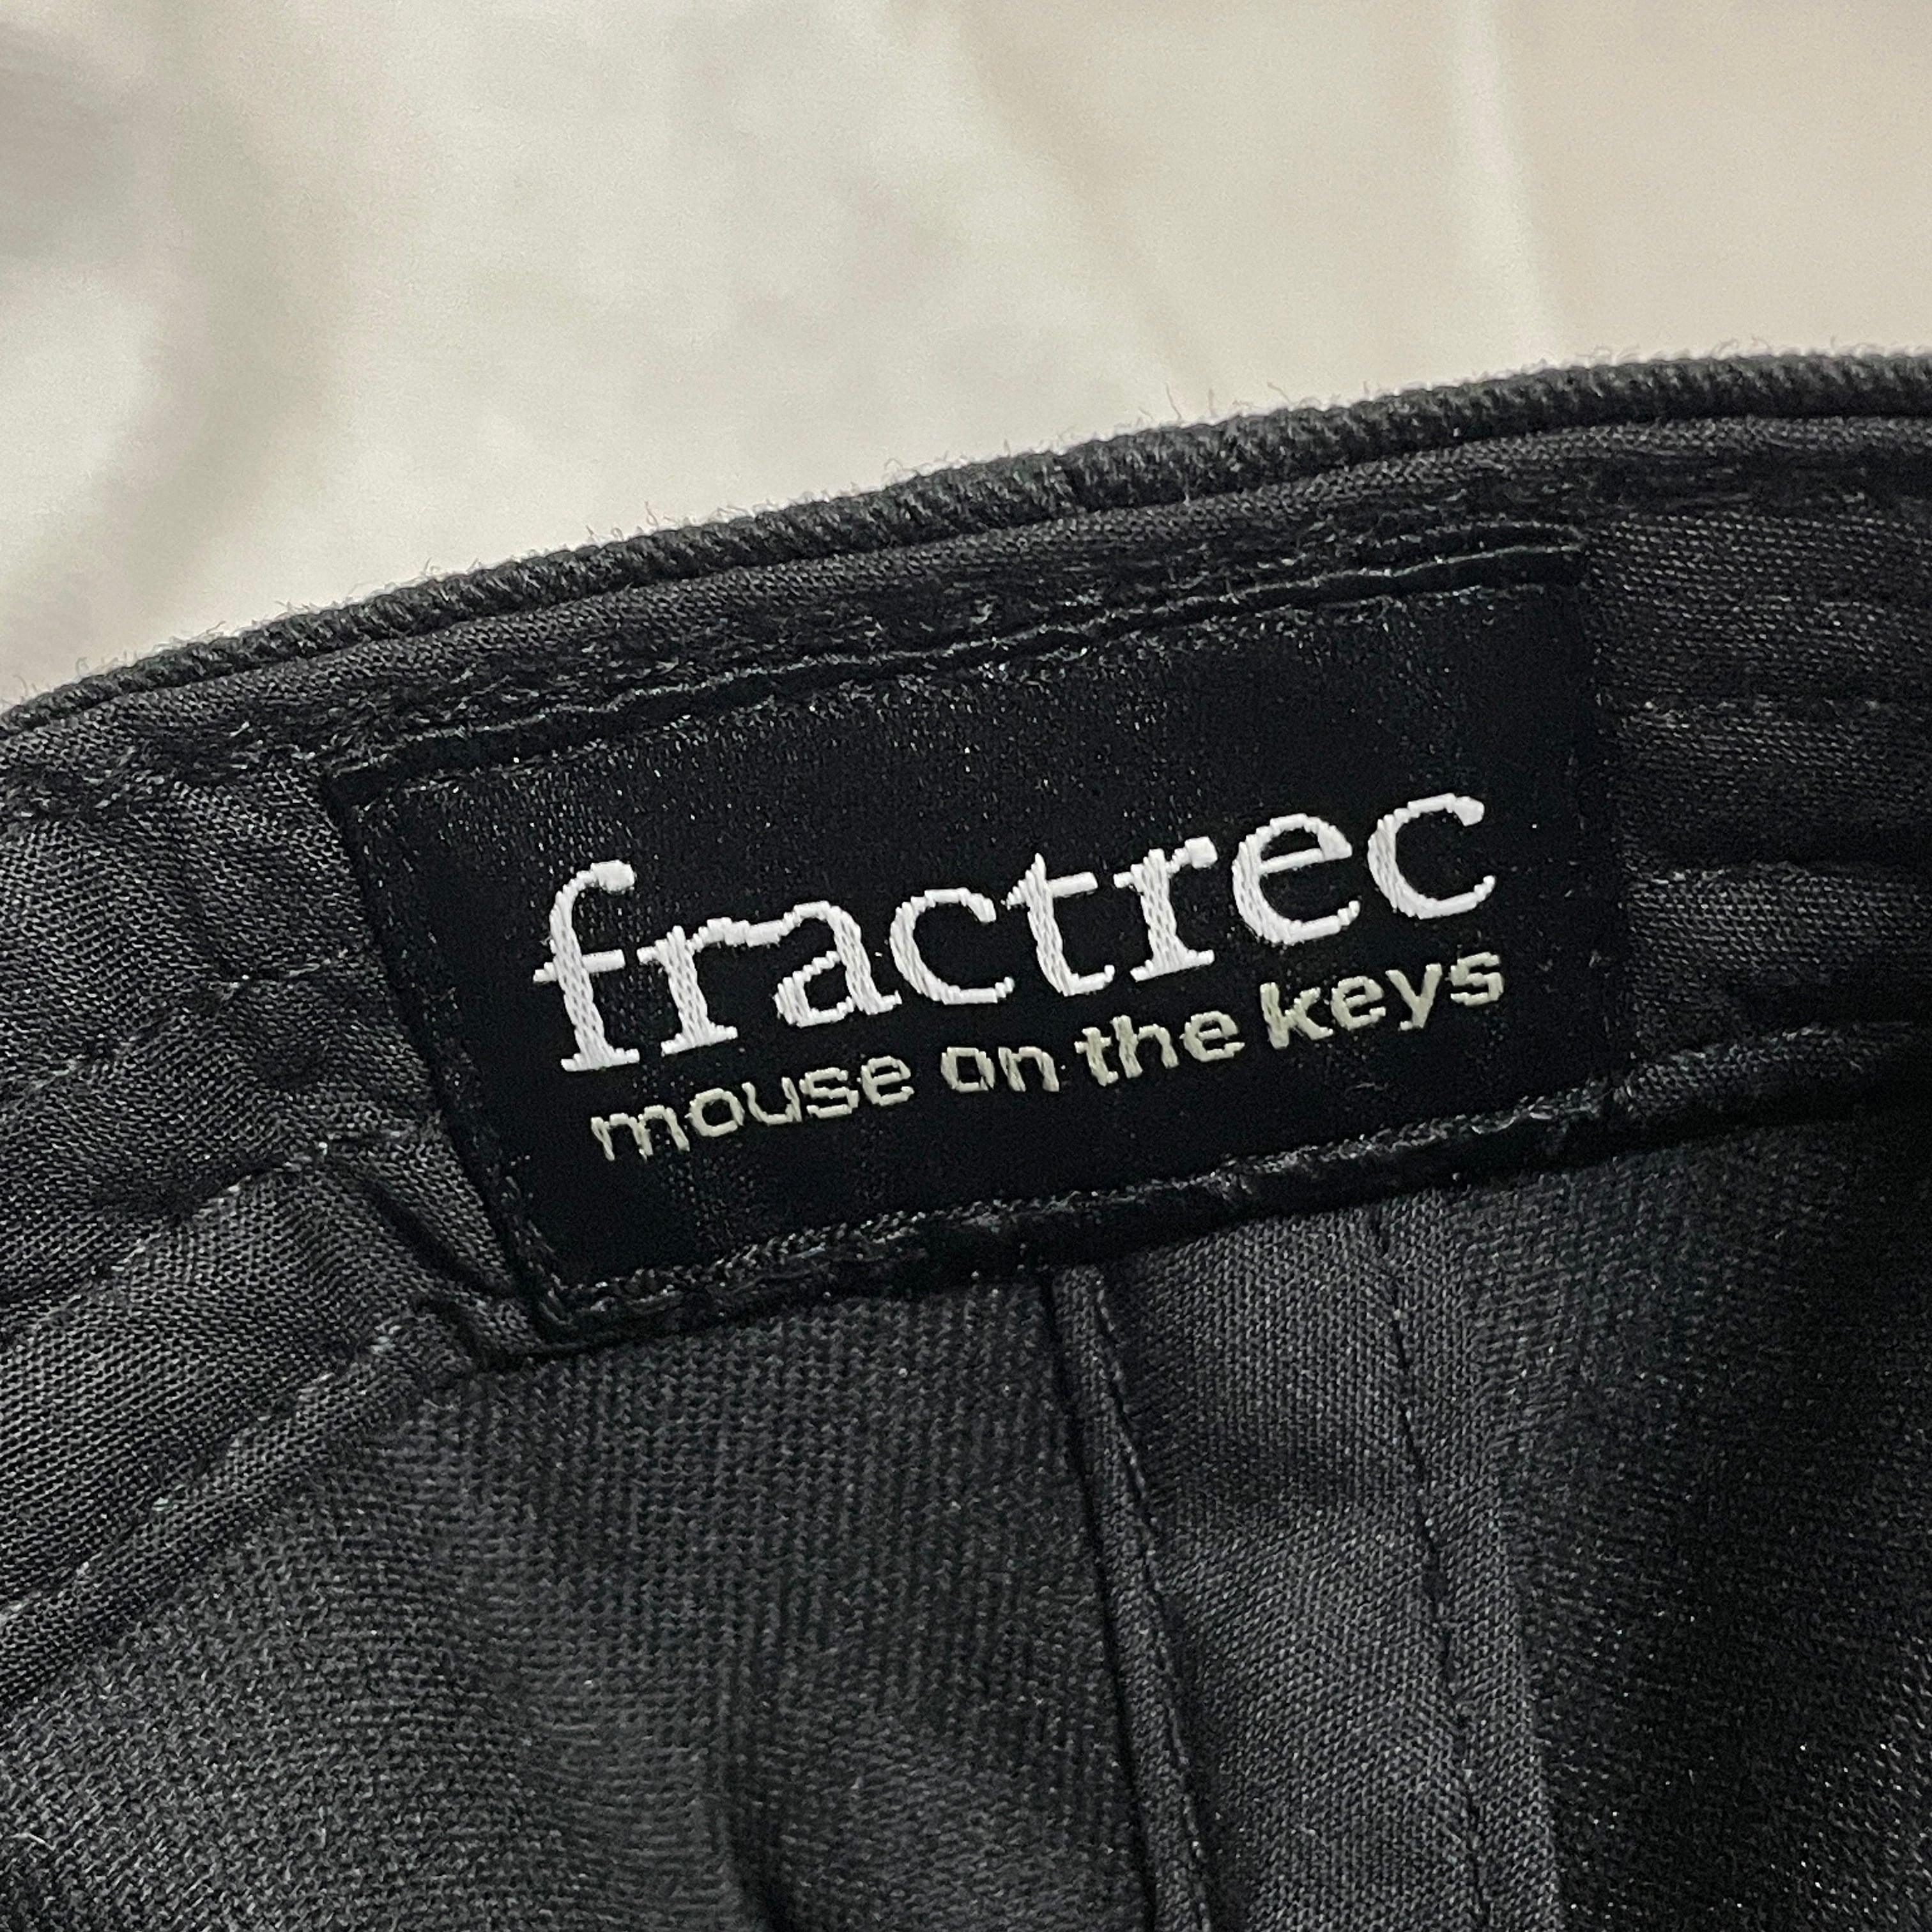 fractrec
mouse on the keys